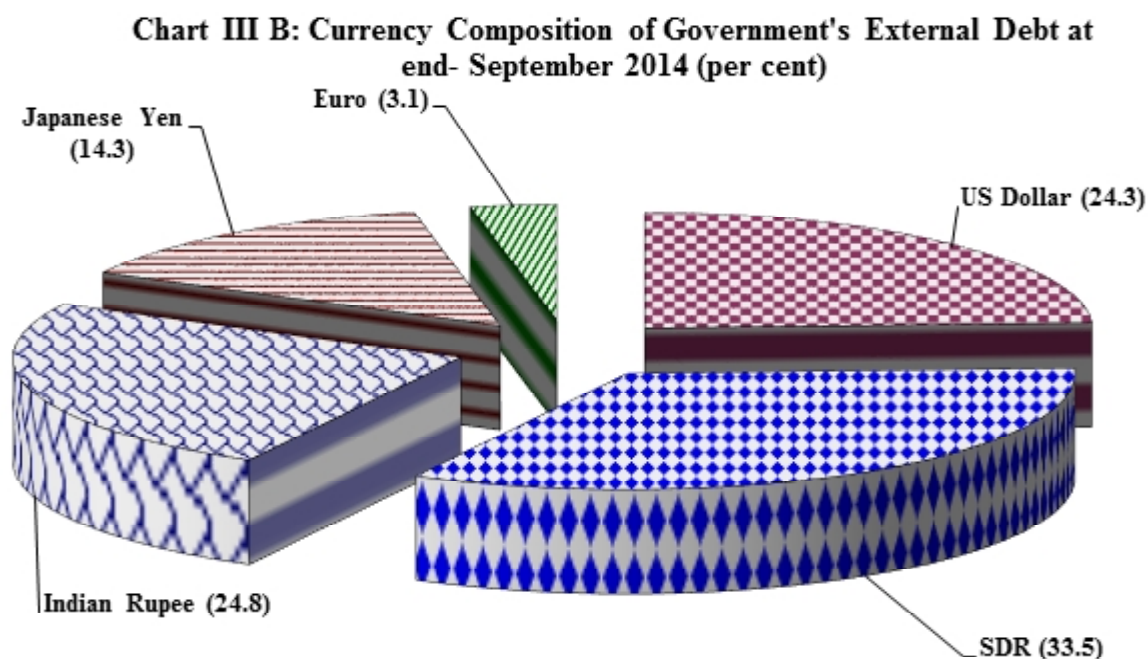 Chart III B: Currency Composition of Government's External Debt at
end- September 2014 (per cent)
Euro (3.1)
Japanese Yen
(14.3)
US Dollar (24.3)
Indian Rupee (24.8)
SDR (33.5)